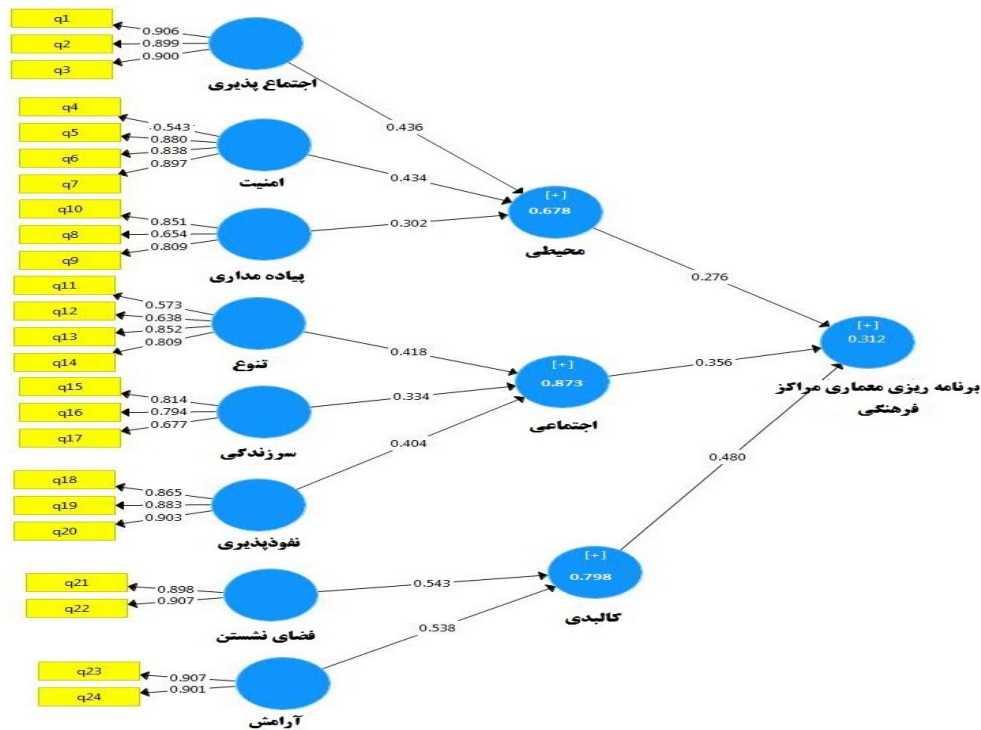 q1
q2
q3
0.906
0.899
0.900
اجتماع پذیری
q4
q5
q6
q7
0.543
0.880
0.838
0.897
امنیت
q10
q8
q9
0.851
0.654
0.809
پیاده مداری
q11
q12
q13
q14
0.573
0.638
0.852
0.809
تنوع
q15
q16
q17
0.814
0.794
0.677
سرزندگی
q18
q19
q20
0.865
0.883
0.903
نفوذپذیری
q21
q22
0.898
0.907
فضای نشستن
q23
q24
0.907
0.901
آرامش
0.436
0.434
0.302
[+]
0.678
محیطی
0.418
0.334
0.404
[+]
0.873
اجتماعی
0.543
0.538
[+]
0.798
کالبدی
0.276
0.356
0.480
[+]
0.312
برنامه ریزی معماری مراکز
فرهنگی